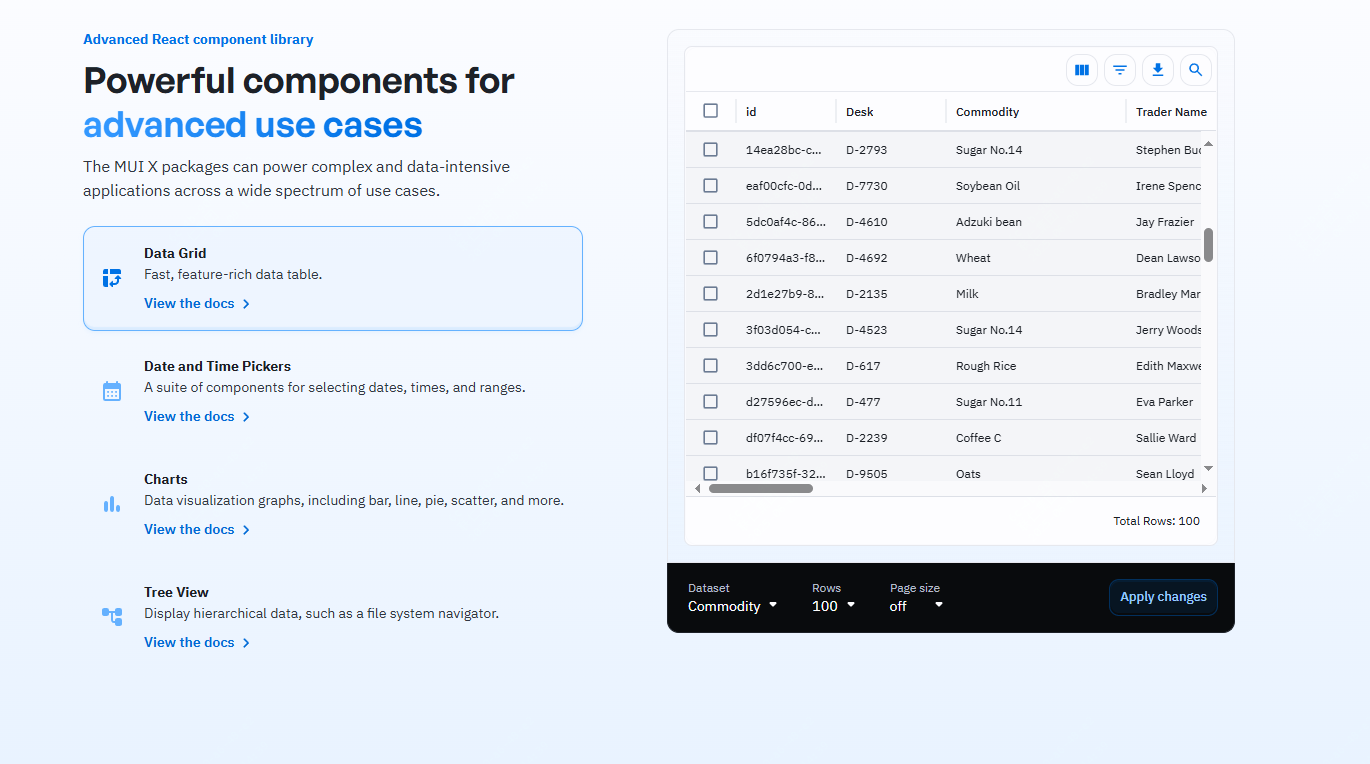 Advanced React component library
Powerful components for
advanced use cases
The MUI X packages can power complex and data-intensive
applications across a wide spectrum of use cases.
Data Grid
Fast, feature-rich data table.
View the docs
Date and Time Pickers
A suite of components for selecting dates, times, and ranges.
View the docs
Charts
Data visualization graphs, including bar, line, pie, scatter, and more.
View the docs
Tree View
Display hierarchical data, such as a file system navigator.
View the docs
id Desk Commodity Trader Name
14ea28bc-c... D-2793 Sugar No.14 Stephen Buc
eaf00cfc-0d... D-7730 Soybean Oil Irene Spenc
5dc0af4c-86... D-4610 Adzuki bean Jay Frazier
6f0794a3-f8... D-4692 Wheat Dean Lawso
2d1e27b9-8... D-2135 Milk Bradley Mar
3f03d054-c... D-4523 Sugar No.14 Jerry Woods
3dd6c700-e... D-617 Rough Rice Edith Maxwe
d27596ec-d... D-477 Sugar No.11 Eva Parker
df07f4cc-69... D-2239 Coffee C Sallie Ward
b16f735f-32... D-9505 Oats Sean Lloyd
Total Rows: 100
Dataset Rows Page size
Commodity 100 off
Apply changes